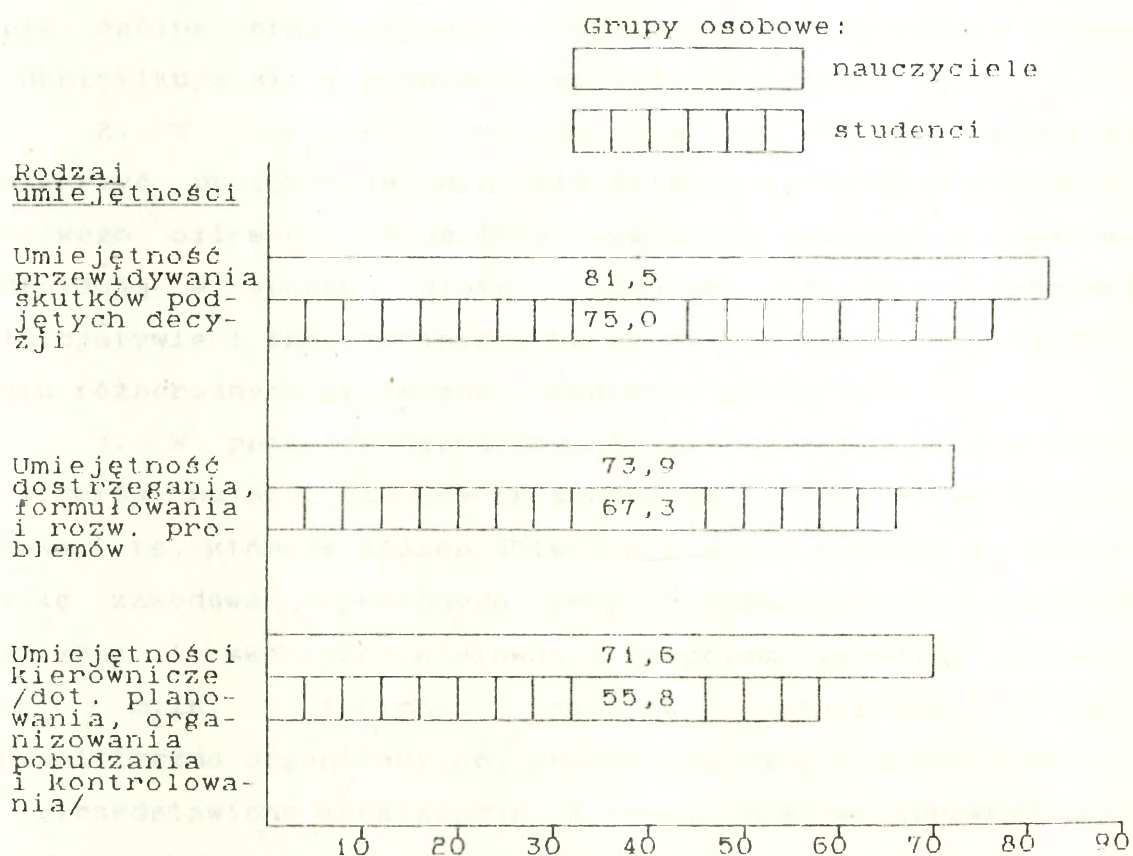 Grupy osobowe:
nauczyciele
studenci
Rodzaj
umiejętności
Umiejętność
przewidywania
skutków pod-
jętych decy-
zji
81,5
75,0
Umiejętność
dostrzegania,
formułowania
i rozw. pro-
blemów
73,9
67,3
Umiejętności
kierownicze
/dot. plano-
wania, orga-
nizowania
pobudzania
i kontrolowa-
nia/
71,6
55,8
10 20 30 40 50 60 70 80 90